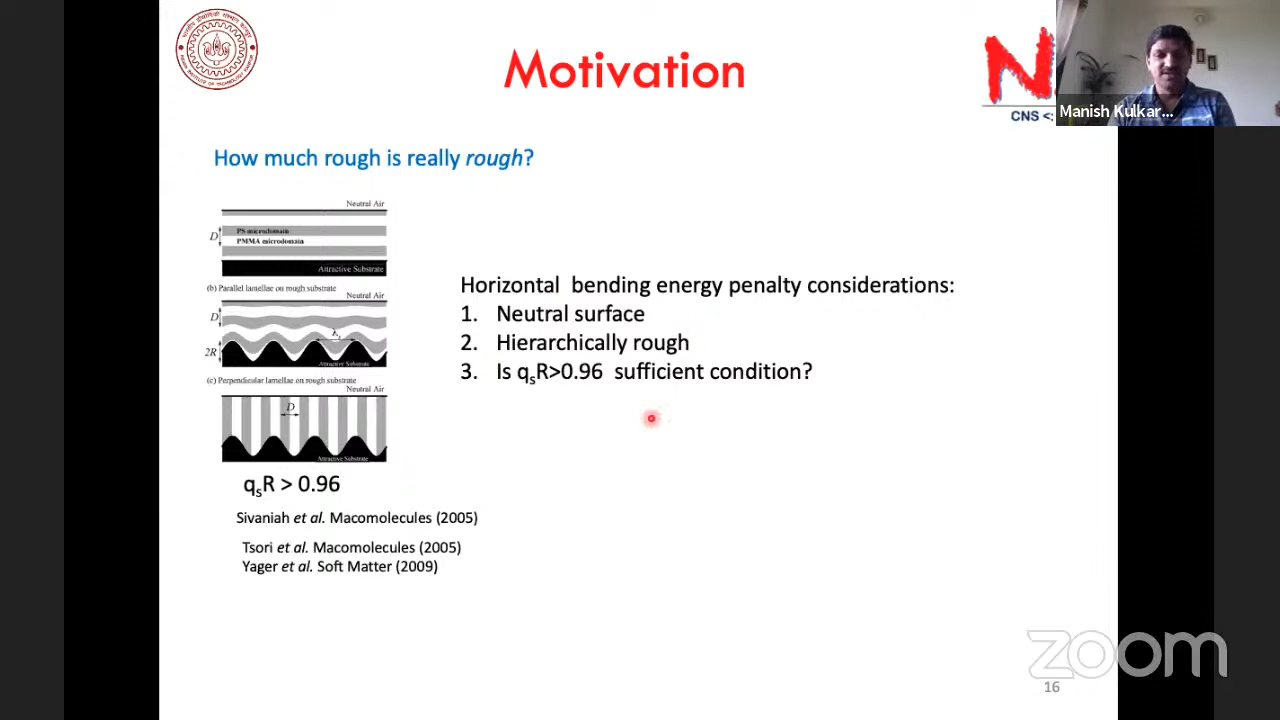 Motivation
N
CNS <:
Manish Kulkar...
How much rough is really rough?
Neutral Air
D
PS microdomain
PMMA microdomain
Attractive Substrate
(b) Parallel lamellae on rough substrate
Neutral Air
D
2R
Attractive Substrate
(c) Perpendicular lamellae on rough substrate
Neutral Air
D
Attractive Substrate
qsR > 0.96
Sivaniah et al. Macomolecules (2005)
Tsori et al. Macomolecules (2005)
Yager et al. Soft Matter (2009)
Horizontal bending energy penalty considerations:
1. Neutral surface
2. Hierarchically rough
3. Is qsR>0.96 sufficient condition?
zoom
16